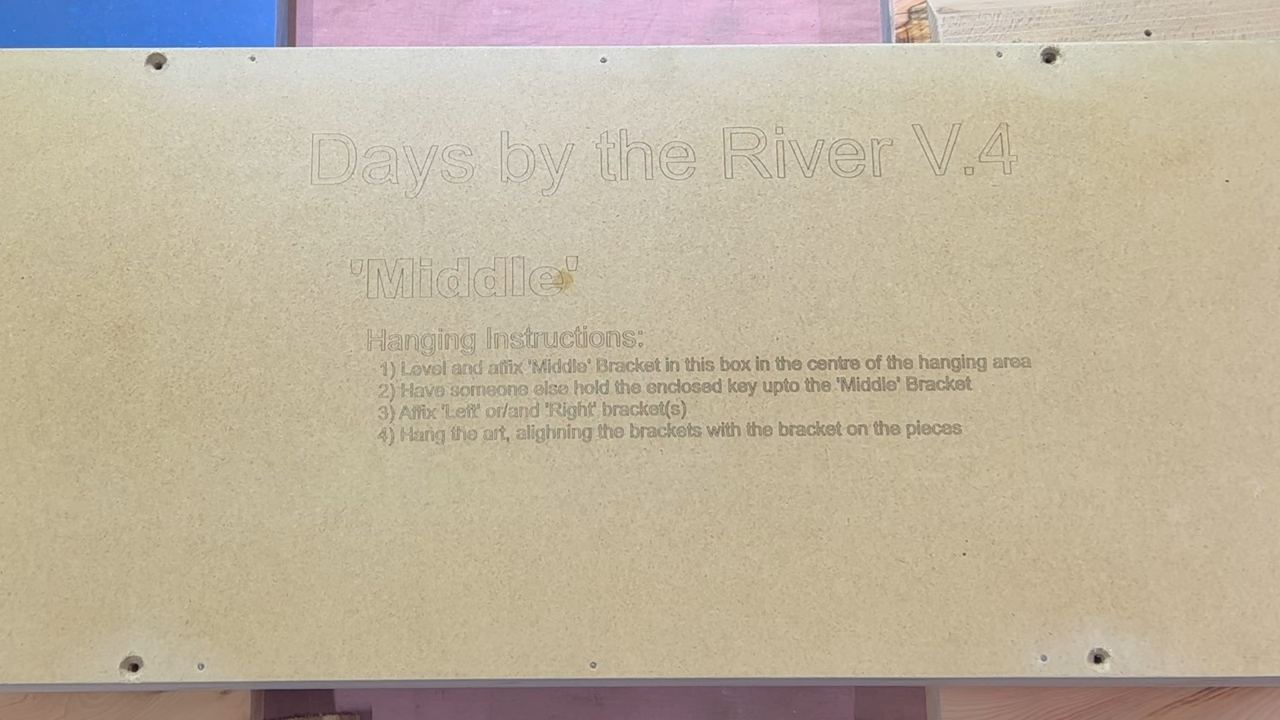 Days by the River V.4
'Middle'
Hanging Instructions:
1) Level and affix 'Middle' Bracket in this box in the centre of the hanging area
2) Have someone else hold the enclosed key upto the 'Middle' Bracket
3) Affix 'Left' or/and 'Right' bracket(s)
4) Hang the art, alighning the brackets with the bracket on the pieces